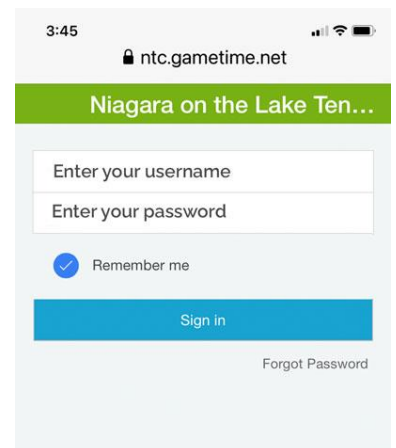 3:45
ntc.gametime.net
Niagara on the Lake Ten...
Enter your username
Enter your password
Remember me
Sign in
Forgot Password